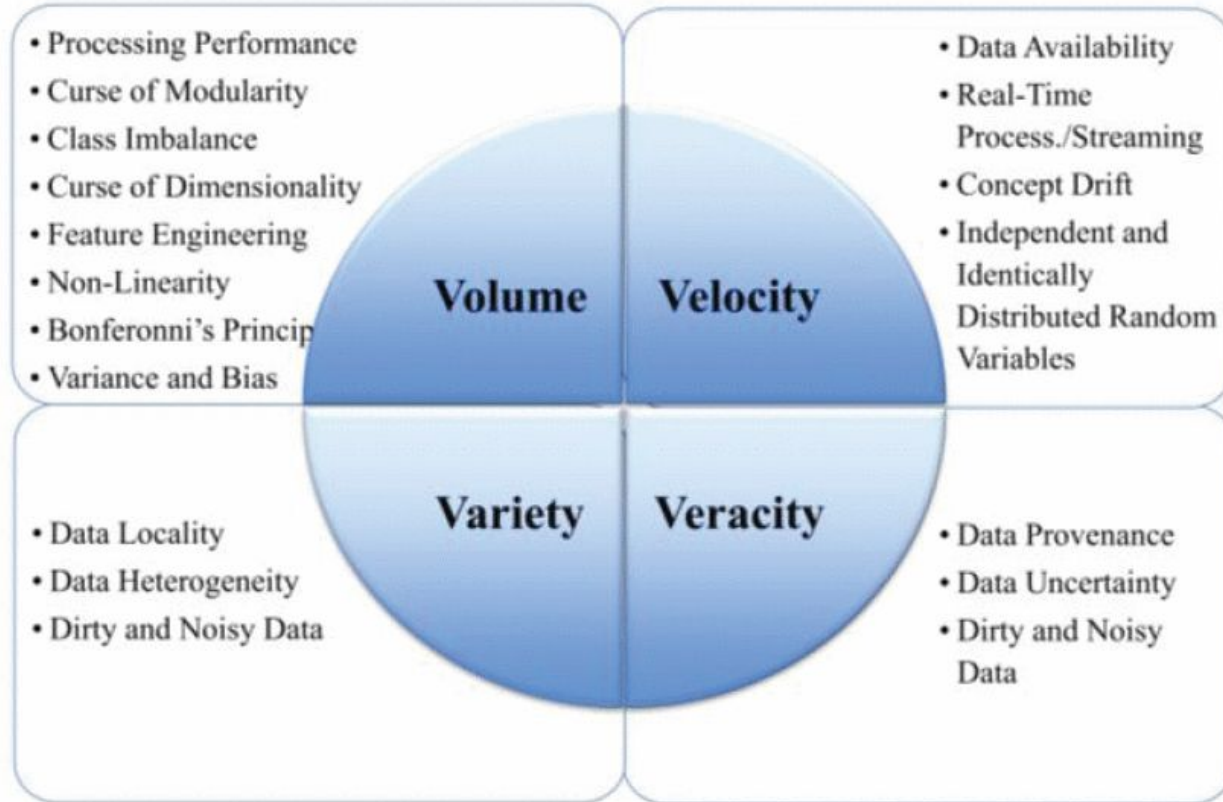 • Processing Performance
• Curse of Modularity
• Class Imbalance
• Curse of Dimensionality
• Feature Engineering
• Non-Linearity
• Bonferonni's Princip
• Variance and Bias
Volume
• Data Availability
• Real-Time
Process./Streaming
• Concept Drift
• Independent and
Identically
Distributed Random
Variables
Velocity
• Data Locality
• Data Heterogeneity
• Dirty and Noisy Data
Variety
• Data Provenance
• Data Uncertainty
• Dirty and Noisy
Data
Veracity